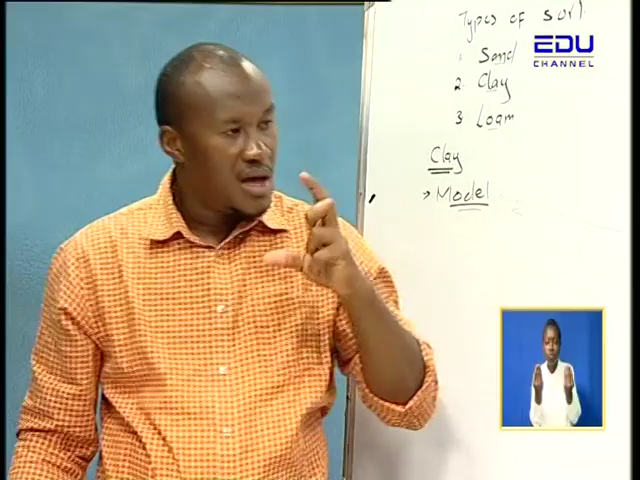 Types of Soil
EDU
CHANNEL
1 Sand
2 Clay
3 Loam
Clay
→ Model